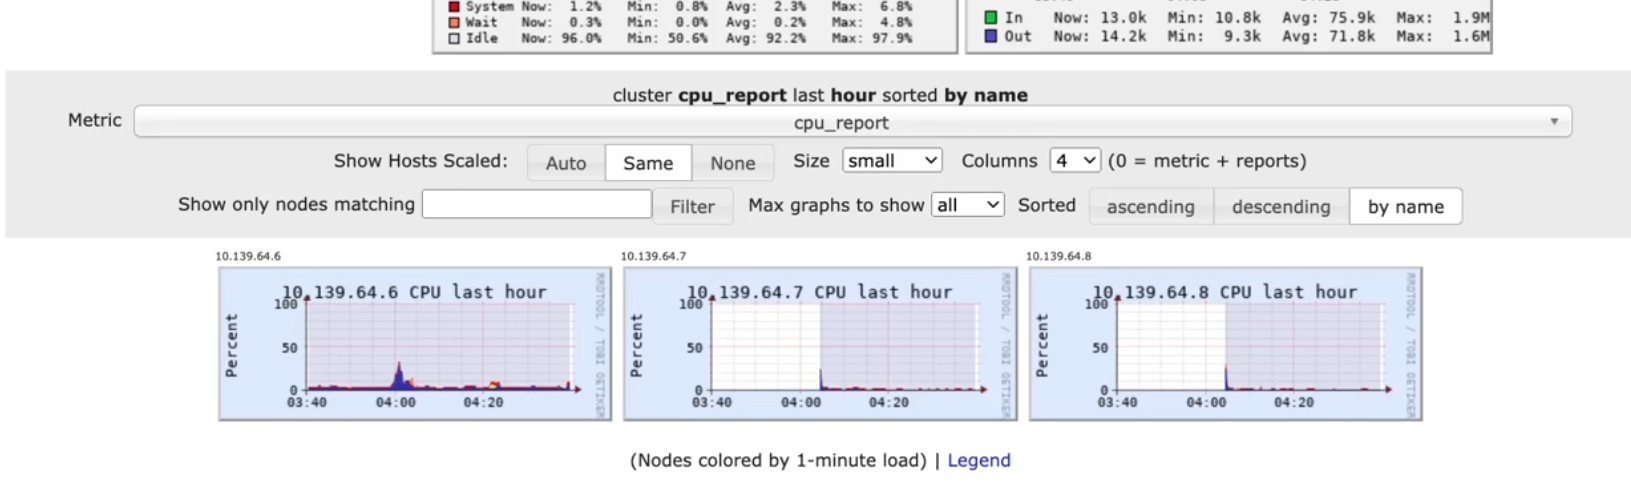 System Now: 1.2% Min: 0.8% Avg: 2.3% Max: 6.8%
Wait Now: 0.3% Min: 0.0% Avg: 0.2% Max: 4.8%
Idle Now: 96.0% Min: 50.6% Avg: 92.2% Max: 97.9%
In Now: 13.0k Min: 10.8k Avg: 75.9k Max: 1.9M
Out Now: 14.2k Min: 9.3k Avg: 71.8k Max: 1.6M
cluster cpu_report last hour sorted by name
Metric cpu_report
Show Hosts Scaled: Auto Same None Size small Columns 4 (0 = metric + reports)
Show only nodes matching Filter Max graphs to show all Sorted ascending descending by name
10.139.64.6
10.139.64.6 CPU last hour
Percent
100
50
0
03:40 04:00 04:20
RRDTOOL / TOBI OETIKER
10.139.64.7
10.139.64.7 CPU last hour
Percent
100
50
0
03:40 04:00 04:20
RRDTOOL / TOBI OETIKER
10.139.64.8
10.139.64.8 CPU last hour
Percent
100
50
0
03:40 04:00 04:20
RRDTOOL / TOBI OETIKER
(Nodes colored by 1-minute load) | Legend